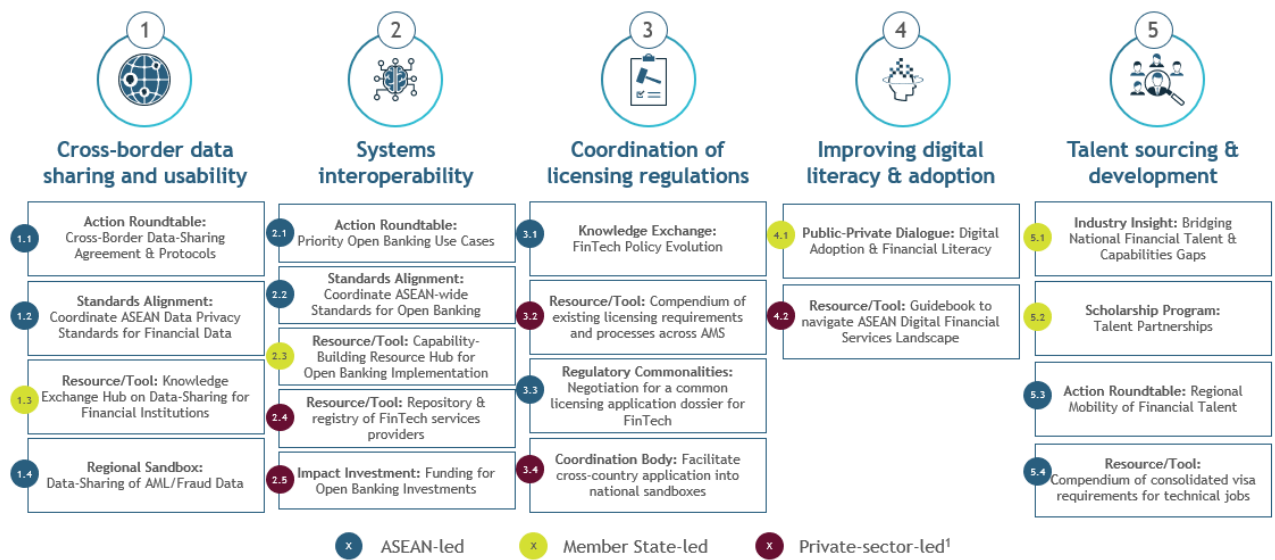 1
Cross-border data
sharing and usability
1.1
Action Roundtable:
Cross-Border Data-Sharing
Agreement & Protocols
1.2
Standards Alignment:
Coordinate ASEAN Data Privacy
Standards for Financial Data
1.3
Resource/Tool: Knowledge
Exchange Hub on Data-Sharing for
Financial Institutions
1.4
Regional Sandbox:
Data-Sharing of AML/Fraud Data
2
Systems
interoperability
2.1
Action Roundtable:
Priority Open Banking Use Cases
2.2
Standards Alignment:
Coordinate ASEAN-wide
Standards for Open Banking
2.3
Resource/Tool: Capability-
Building Resource Hub for
Open Banking Implementation
2.4
Resource/Tool: Repository &
registry of FinTech services
providers
2.5
Impact Investment: Funding for
Open Banking Investments
3
Coordination of
licensing regulations
3.1
Knowledge Exchange:
FinTech Policy Evolution
3.2
Resource/Tool: Compendium of
existing licensing requirements
and processes across AMS
3.3
Regulatory Commonalities:
Negotiation for a common
licensing application dossier for
FinTech
3.4
Coordination Body: Facilitate
cross-country application into
national sandboxes
4
Improving digital
literacy & adoption
4.1
Public-Private Dialogue: Digital
Adoption & Financial Literacy
4.2
Resource/Tool: Guidebook to
navigate ASEAN Digital Financial
Services Landscape
5
Talent sourcing &
development
5.1
Industry Insight: Bridging
National Financial Talent &
Capabilities Gaps
5.2
Scholarship Program:
Talent Partnerships
5.3
Action Roundtable: Regional
Mobility of Financial Talent
5.4
Resource/Tool:
Compendium of consolidated visa
requirements for technical jobs
X ASEAN-led
X Member State-led
X Private-sector-led¹